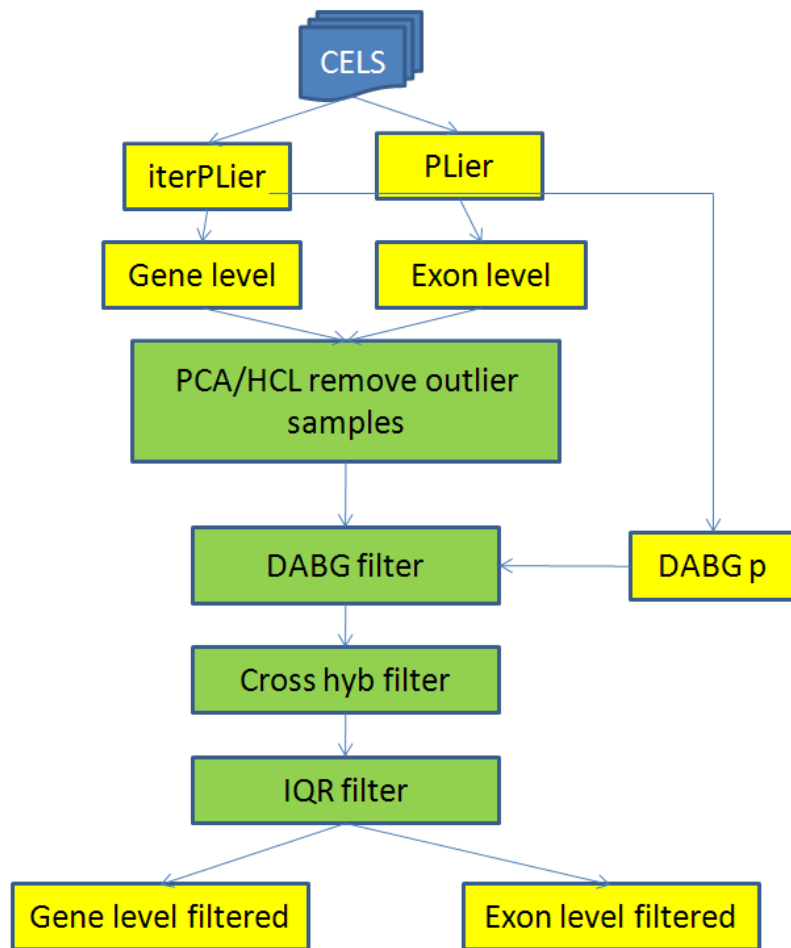 CELS
iterPLier
PLier
Gene level
Exon level
PCA/HCL remove outlier
samples
DABG filter
DABG p
Cross hyb filter
IQR filter
Gene level filtered
Exon level filtered